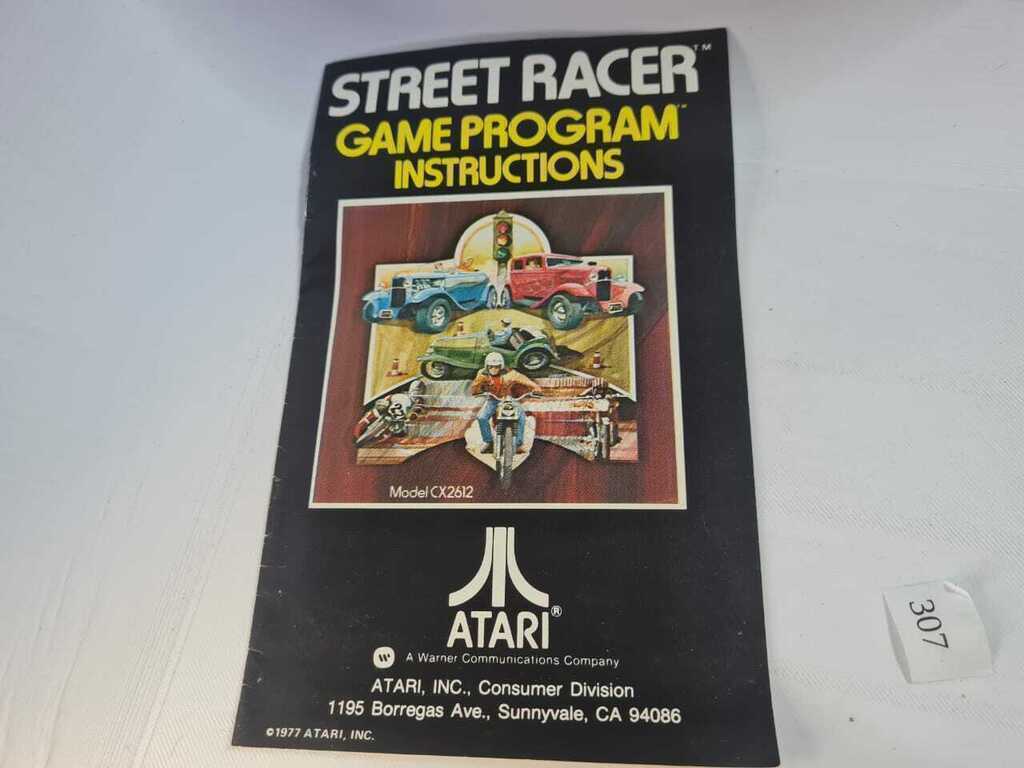 STREET RACER™
GAME PROGRAM™
INSTRUCTIONS
Model CX2612
ATARI®
A Warner Communications Company
ATARI, INC., Consumer Division
1195 Borregas Ave., Sunnyvale, CA 94086
©1977 ATARI, INC.
307